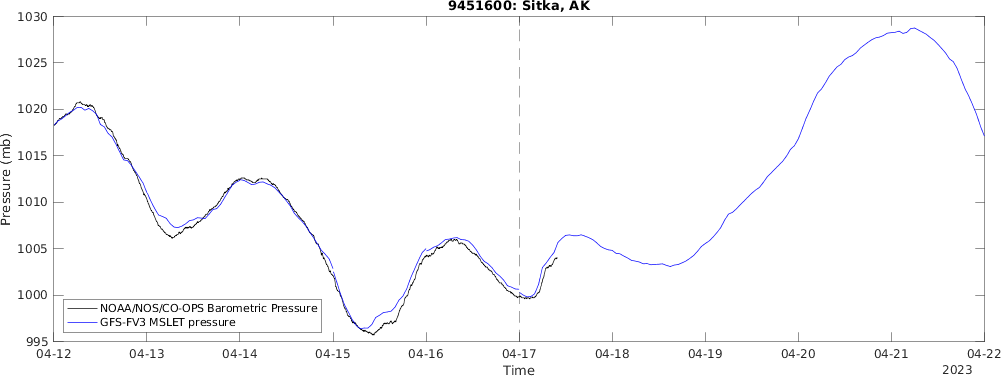 9451600: Sitka, AK
Pressure (mb)
1030
1025
1020
1015
1010
1005
1000
995
NOAA/NOS/CO-OPS Barometric Pressure
GFS-FV3 MSLET pressure
04-12 04-13 04-14 04-15 04-16 04-17 04-18 04-19 04-20 04-21 04-22
Time
2023